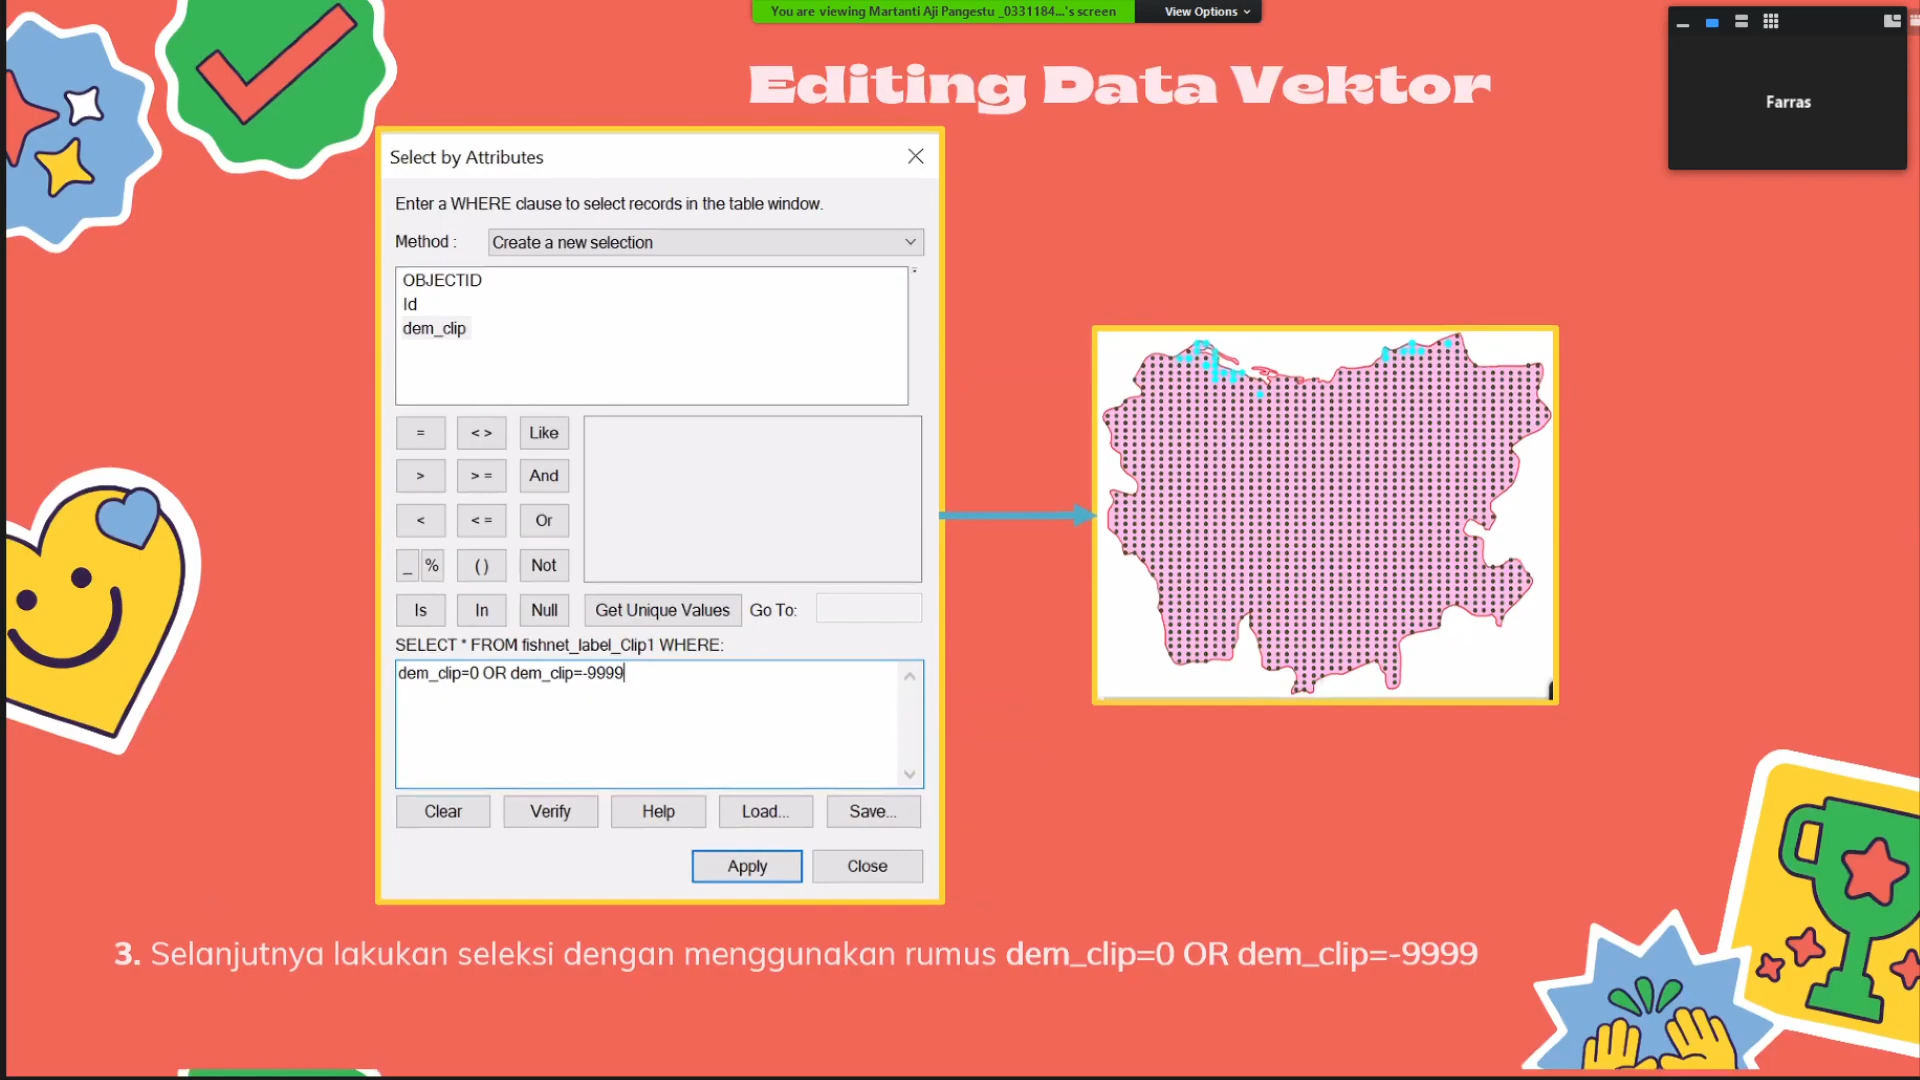 You are viewing Martanti Aji Pangestu _0331184...'s screen
View Options
Farras
Editing Data Vektor
Select by Attributes
Enter a WHERE clause to select records in the table window.
Method : Create a new selection
OBJECTID
Id
dem_clip
= < > Like
> > = And
< < = Or
_ % ( ) Not
Is In Null Get Unique Values Go To:
SELECT * FROM fishnet_label_Clip1 WHERE:
dem_clip=0 OR dem_clip=-9999
Clear Verify Help Load... Save...
Apply Close
3. Selanjutnya lakukan seleksi dengan menggunakan rumus dem_clip=0 OR dem_clip=-9999